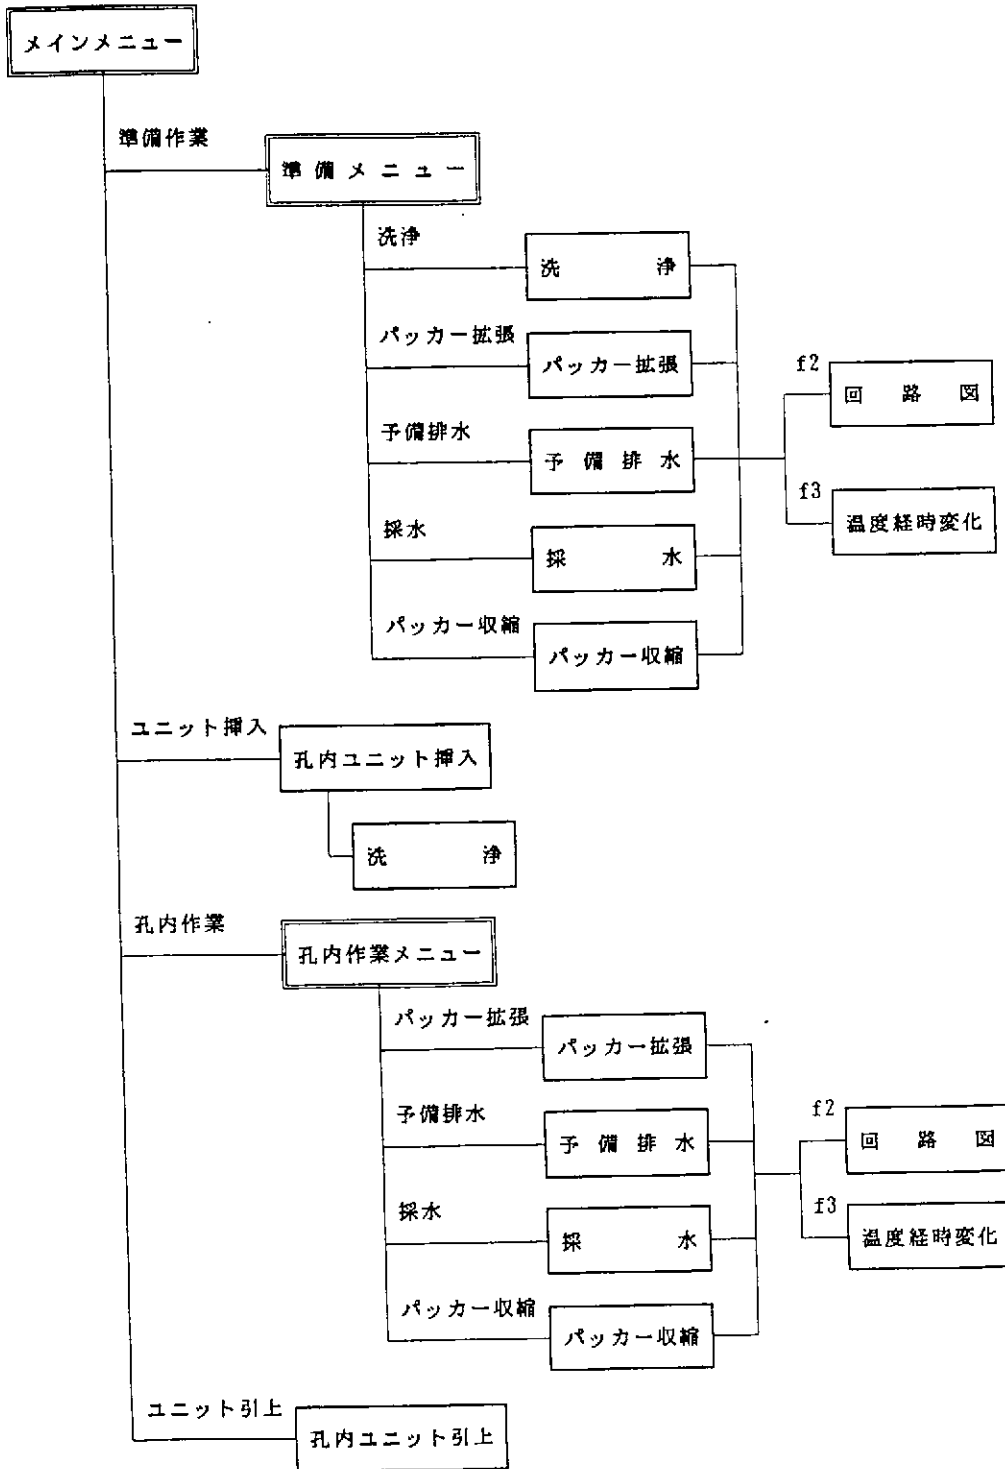 メインメニュー
準備作業
準備メニュー
洗浄
洗浄
パッカー拡張
パッカー拡張
f2
回路図
予備排水
予備排水
f3
温度経時変化
採水
採水
パッカー収縮
パッカー収縮
ユニット挿入
孔内ユニット挿入
洗浄
孔内作業
孔内作業メニュー
パッカー拡張
パッカー拡張
f2
回路図
予備排水
予備排水
f3
温度経時変化
採水
採水
パッカー収縮
パッカー収縮
ユニット引上
孔内ユニット引上